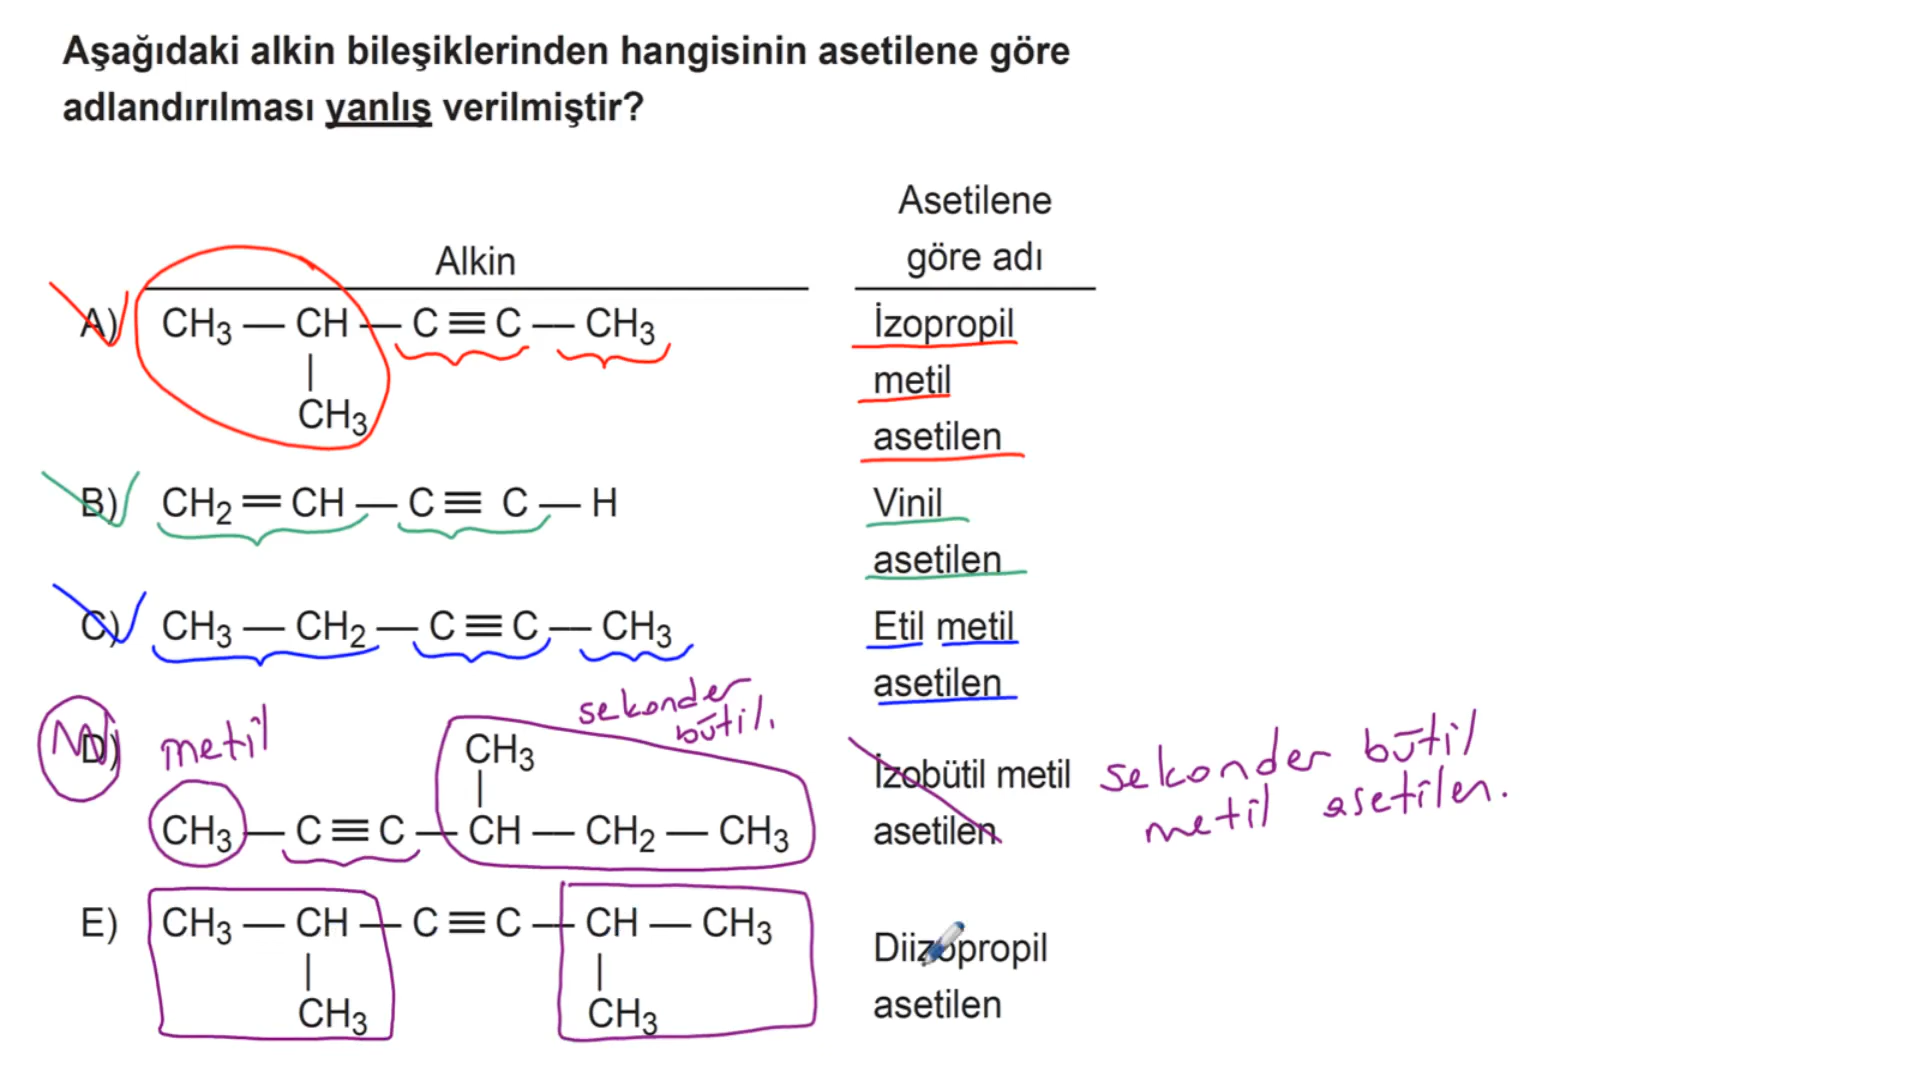 Aşağıdaki alkin bileşiklerinden hangisinin asetilene göre
adlandırılması yanlış verilmiştir?
Alkin
Asetilene
göre adı
A) CH3 — CH — C ≡ C — CH3
|
CH3
İzopropil
metil
asetilen
B) CH2 = CH — C ≡ C — H
Vinil
asetilen
C) CH3 — CH2 — C ≡ C — CH3
Etil metil
asetilen
D) metil
sekonder
bütil
CH3
|
CH3 — C ≡ C — CH — CH2 — CH3
İzobütil metil
asetilen
sekonder bütil
metil asetilen.
E) CH3 — CH — C ≡ C — CH — CH3
| |
CH3 CH3
Diizopropil
asetilen